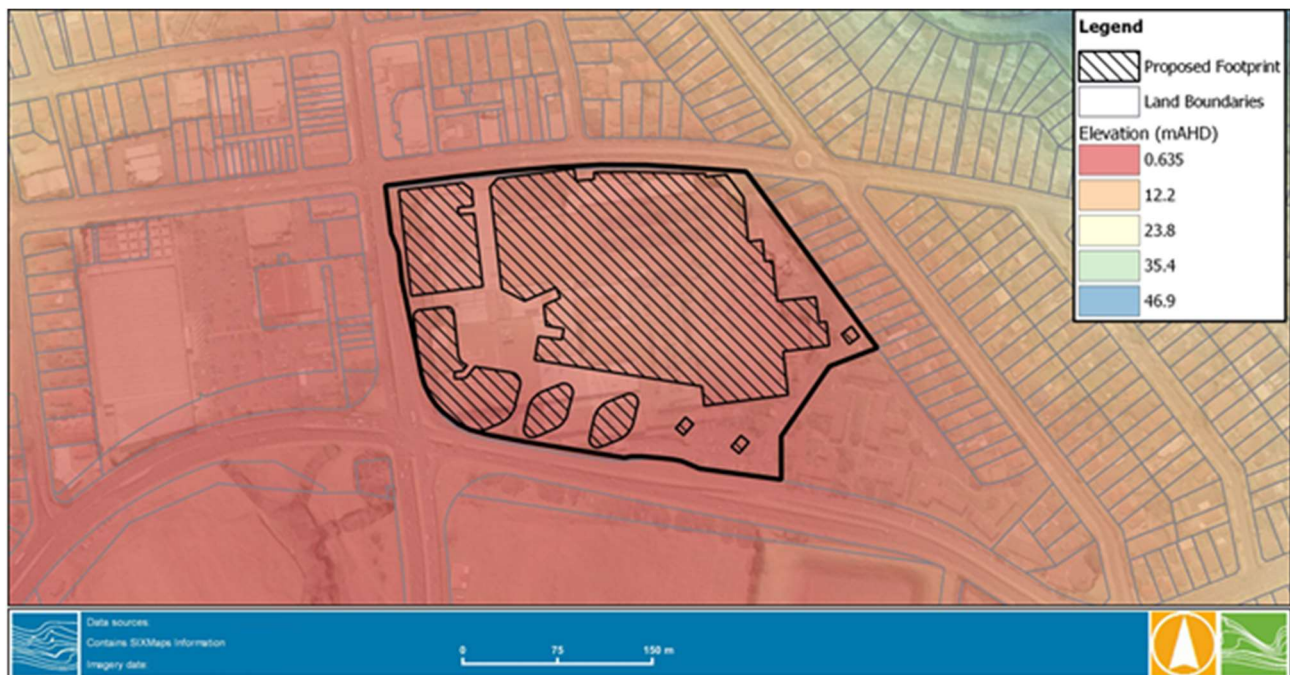 Legend
Proposed Footprint
Land Boundaries
Elevation (mAHD)
0.635
12.2
23.8
35.4
46.9
Data sources:
Contains SIXMaps Information
Imagery date:
0 75 150 m